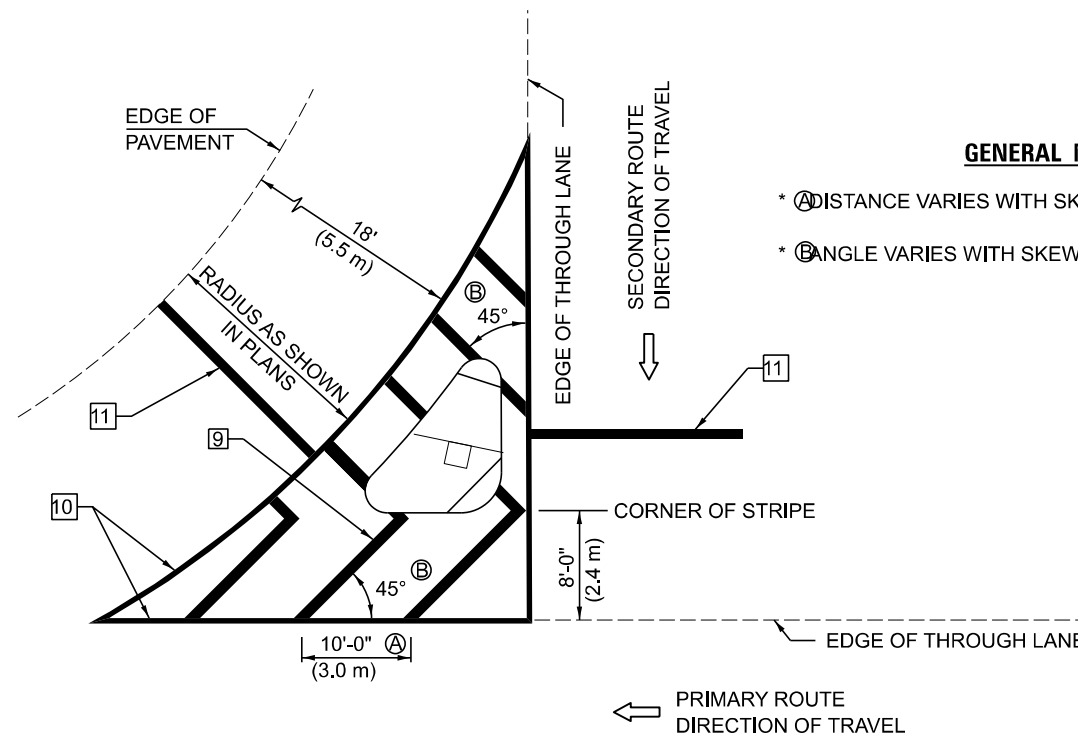 EDGE OF
PAVEMENT
18'
(5.5 m)
RADIUS AS SHOWN
IN PLANS
EDGE OF THROUGH LANE
SECONDARY ROUTE
DIRECTION OF TRAVEL
GENERAL
* Ⓐ DISTANCE VARIES WITH SK
* Ⓑ ANGLE VARIES WITH SKEW
Ⓑ
45°
11
11
9
10
CORNER OF STRIPE
8'-0"
(2.4 m)
45° Ⓑ
10'-0" Ⓐ
(3.0 m)
EDGE OF THROUGH LANE
PRIMARY ROUTE
DIRECTION OF TRAVEL